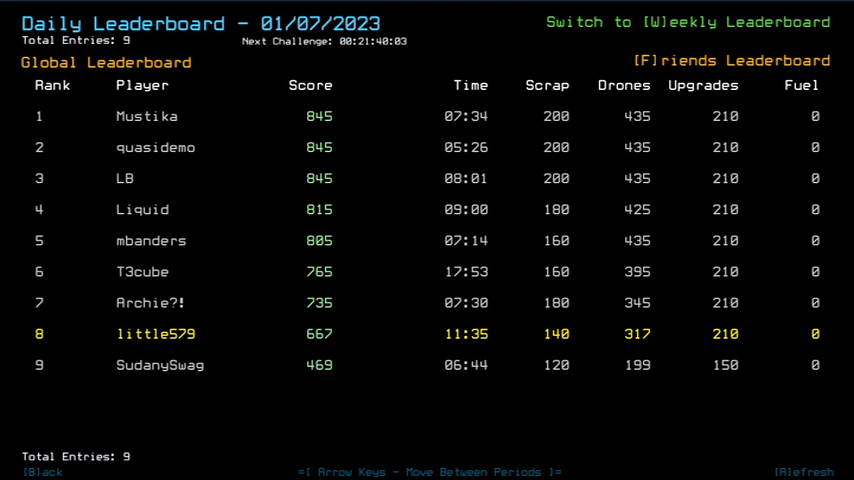 Daily Leaderboard - 01/07/2023 Switch to [W]eekly Leaderboard
Total Entries: 9 Next Challenge: 00:21:40:03
Global Leaderboard [F]riends Leaderboard
Rank Player Score Time Scrap Drones Upgrades Fuel
1 Mustika 845 07:34 200 435 210 0
2 quasidemo 845 05:26 200 435 210 0
3 LB 845 08:01 200 435 210 0
4 Liquid 815 09:00 180 425 210 0
5 mbanders 805 07:14 160 435 210 0
6 T3cube 765 17:53 160 395 210 0
7 Archie?! 735 07:30 180 345 210 0
8 little579 667 11:35 140 317 210 0
9 SudanySwag 469 06:44 120 199 150 0
Total Entries: 9
[B]ack =[ Arrow Keys - Move Between Periods ]= [R]efresh